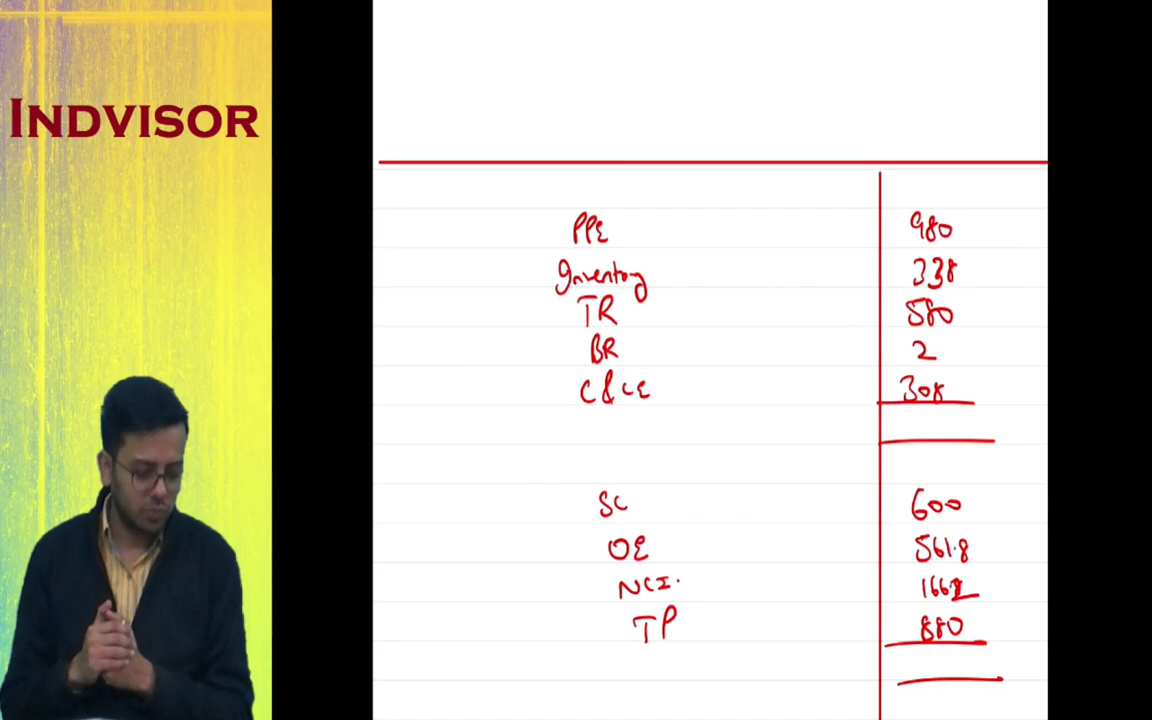 INDVISOR
PPE 980
Inventory 338
TR 580
BR 2
C&CE 308
SC 600
OE 561.8
NCI.
TP 880